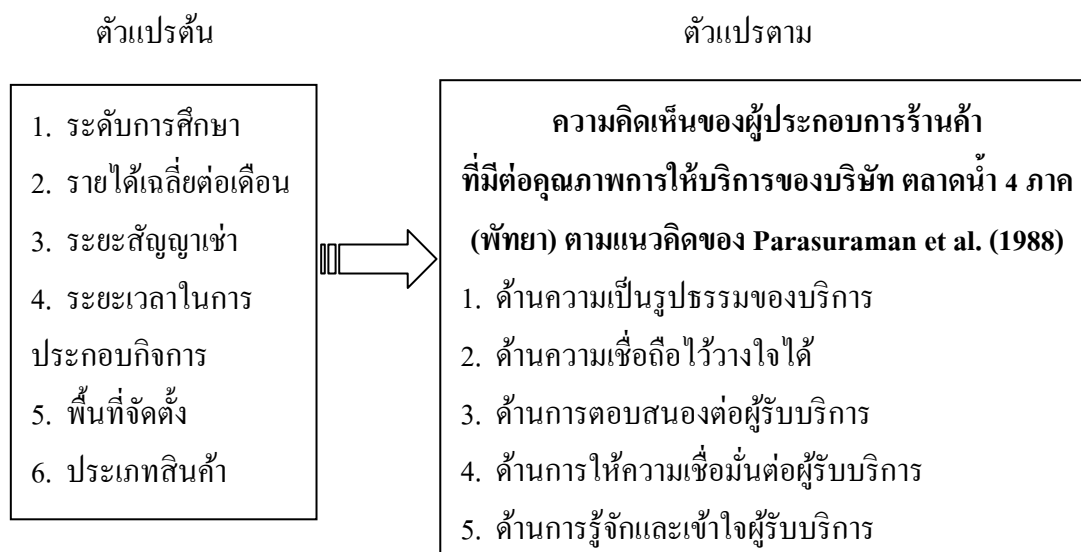 ตัวแปรต้น
ตัวแปรตาม
1. ระดับการศึกษา
2. รายได้เฉลี่ยต่อเดือน
3. ระยะสัญญาเช่า
4. ระยะเวลาในการ
ประกอบกิจการ
5. พื้นที่จัดตั้ง
6. ประเภทสินค้า
ความคิดเห็นของผู้ประกอบการร้านค้า
ที่มีต่อคุณภาพการให้บริการของบริษัท ตลาดน้ำ 4 ภาค
(พัทยา) ตามแนวคิดของ Parasuraman et al. (1988)
1. ด้านความเป็นรูปธรรมของบริการ
2. ด้านความเชื่อถือไว้วางใจได้
3. ด้านการตอบสนองต่อผู้รับบริการ
4. ด้านการให้ความเชื่อมั่นต่อผู้รับบริการ
5. ด้านการรู้จักและเข้าใจผู้รับบริการ